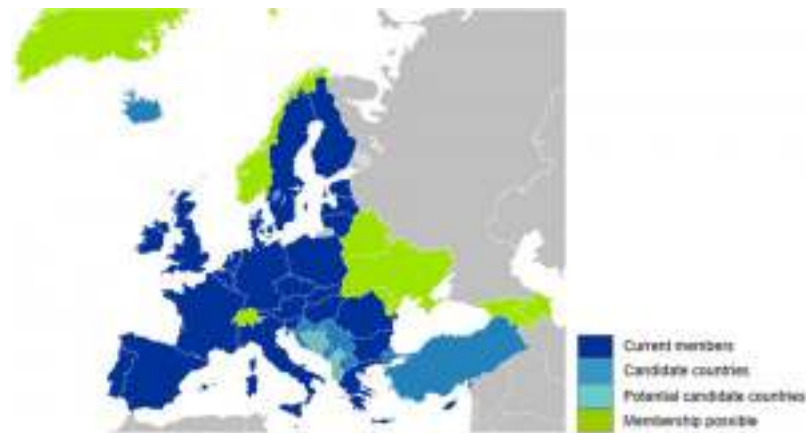 Current members
Candidate countries
Potential candidate countries
Membership possible